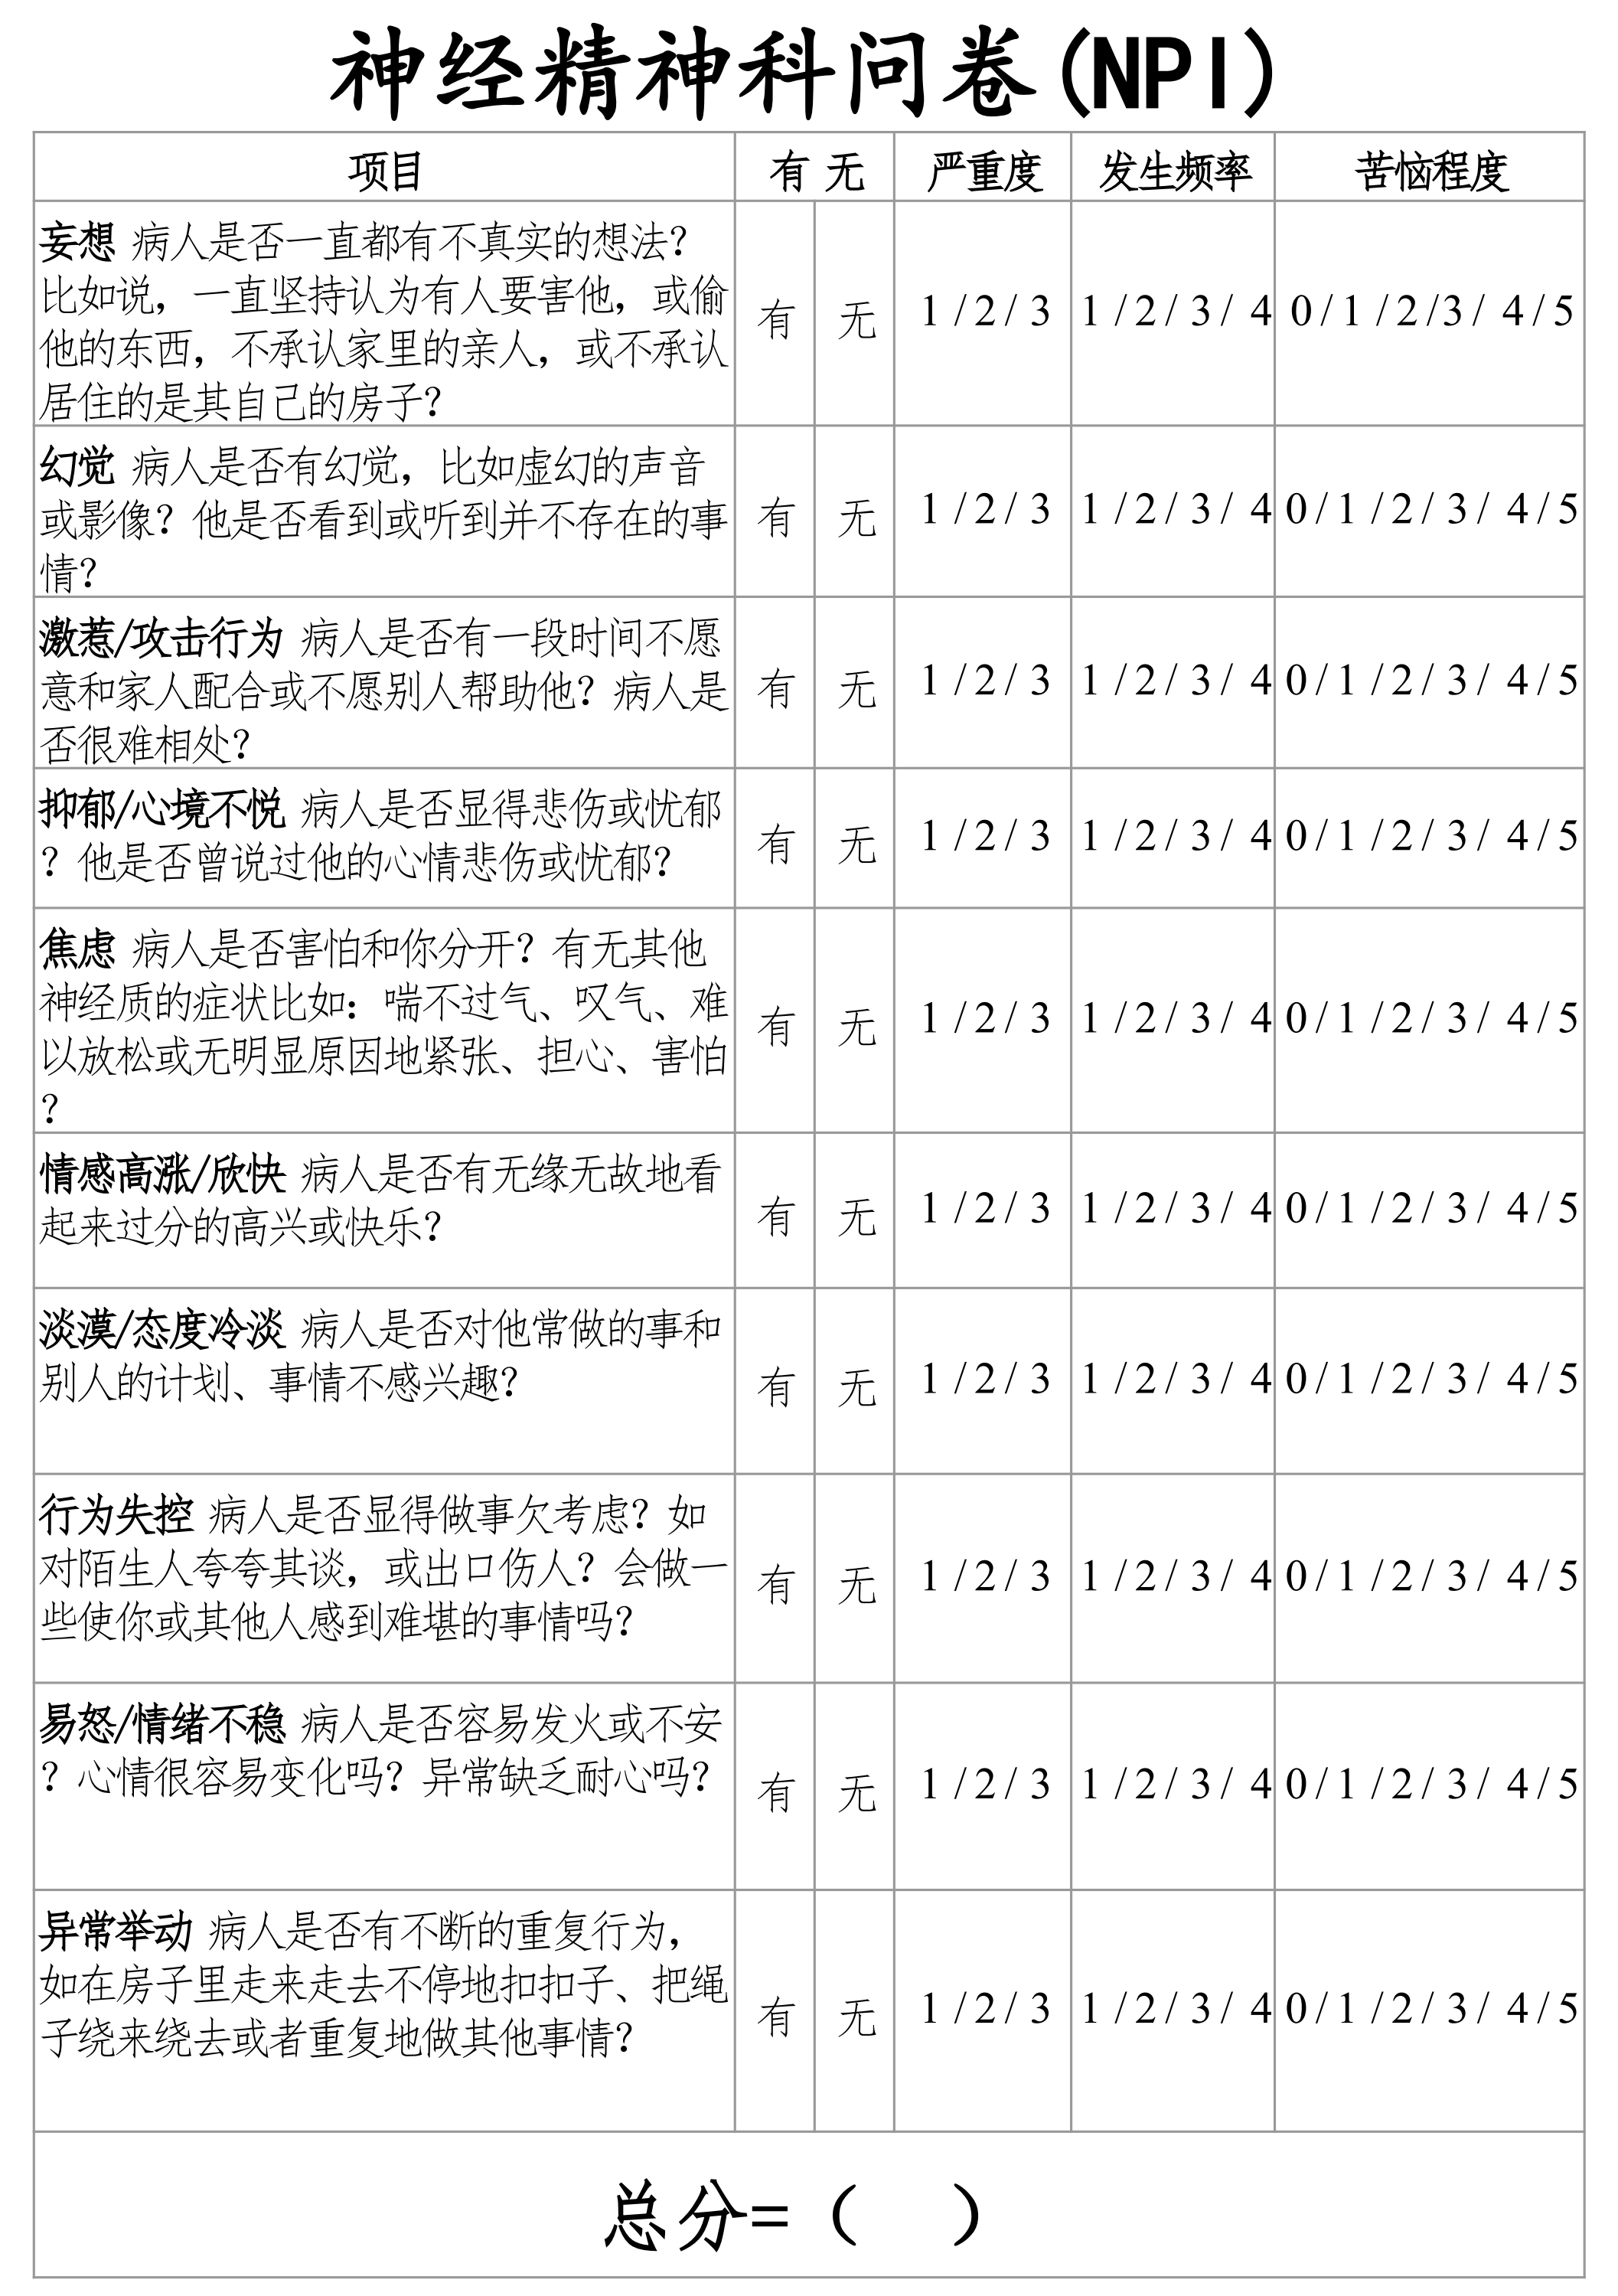 神经精神科问卷(NPI)
项目 有 无 严重度 发生频率 苦恼程度
妄想 病人是否一直都有不真实的想法?
比如说，一直坚持认为有人要害他，或偷
他的东西，不承认家里的亲人，或不承认
居住的是其自己的房子?
有 无 1 / 2 / 3 1 / 2 / 3 / 4 0 / 1 / 2 /3/ 4 / 5
幻觉 病人是否有幻觉，比如虚幻的声音
或影像? 他是否看到或听到并不存在的事
情?
有 无 1 / 2 / 3 1 / 2 / 3 / 4 0 / 1 / 2 / 3 / 4 / 5
激惹/攻击行为 病人是否有一段时间不愿
意和家人配合或不愿别人帮助他? 病人是
否很难相处?
有 无 1 / 2 / 3 1 / 2 / 3 / 4 0 / 1 / 2 / 3 / 4 / 5
抑郁/心境不悦 病人是否显得悲伤或忧郁
? 他是否曾说过他的心情悲伤或忧郁?
有 无 1 / 2 / 3 1 / 2 / 3 / 4 0 / 1 / 2 / 3 / 4 / 5
焦虑 病人是否害怕和你分开? 有无其他
神经质的症状比如: 喘不过气、叹气、难
以放松或无明显原因地紧张、担心、害怕
?
有 无 1 / 2 / 3 1 / 2 / 3 / 4 0 / 1 / 2 / 3 / 4 / 5
情感高涨/欣快 病人是否有无缘无故地看
起来过分的高兴或快乐?
有 无 1 / 2 / 3 1 / 2 / 3 / 4 0 / 1 / 2 / 3 / 4 / 5
淡漠/态度冷淡 病人是否对他常做的事和
别人的计划、事情不感兴趣?
有 无 1 / 2 / 3 1 / 2 / 3 / 4 0 / 1 / 2 / 3 / 4 / 5
行为失控 病人是否显得做事欠考虑? 如
对陌生人夸夸其谈，或出口伤人? 会做一
些使你或其他人感到难堪的事情吗?
有 无 1 / 2 / 3 1 / 2 / 3 / 4 0 / 1 / 2 / 3 / 4 / 5
易怒/情绪不稳 病人是否容易发火或不安
? 心情很容易变化吗? 异常缺乏耐心吗?
有 无 1 / 2 / 3 1 / 2 / 3 / 4 0 / 1 / 2 / 3 / 4 / 5
异常举动 病人是否有不断的重复行为，
如在房子里走来走去不停地扣扣子、把绳
子绕来绕去或者重复地做其他事情?
有 无 1 / 2 / 3 1 / 2 / 3 / 4 0 / 1 / 2 / 3 / 4 / 5
总分=（ ）